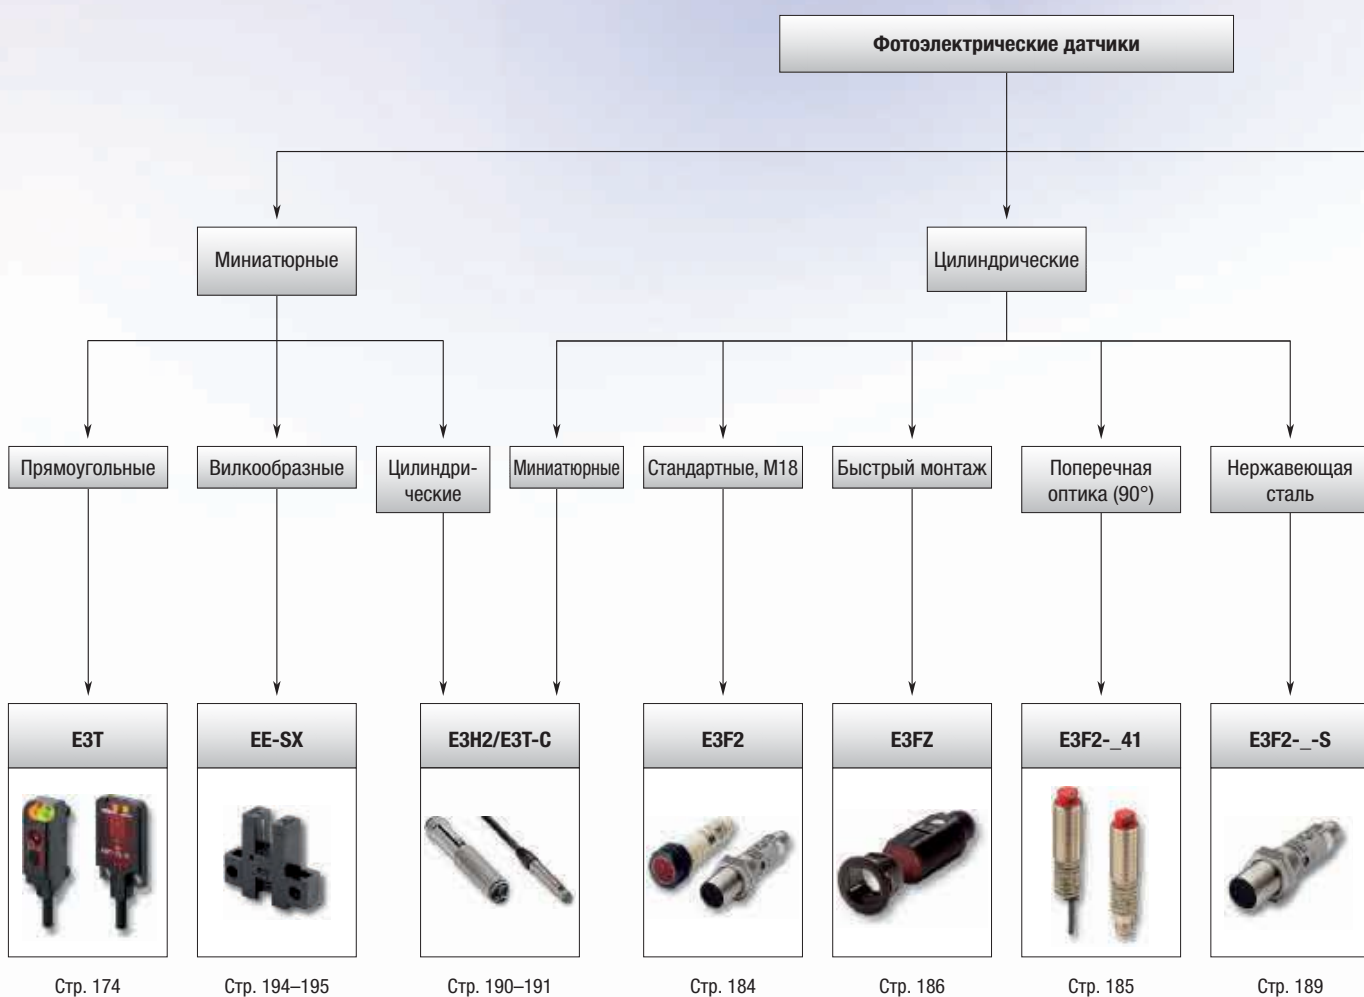 Фотоэлектрические датчики
Миниатюрные
Цилиндрические
Прямоугольные
Вилкообразные
Цилиндри-
ческие
Миниатюрные
Стандартные, M18
Быстрый монтаж
Поперечная
оптика (90°)
Нержавеющая
сталь
E3T
EE-SX
E3H2/E3T-C
E3F2
E3FZ
E3F2-_41
E3F2-_-S
Стр. 174
Стр. 194–195
Стр. 190–191
Стр. 184
Стр. 186
Стр. 185
Стр. 189